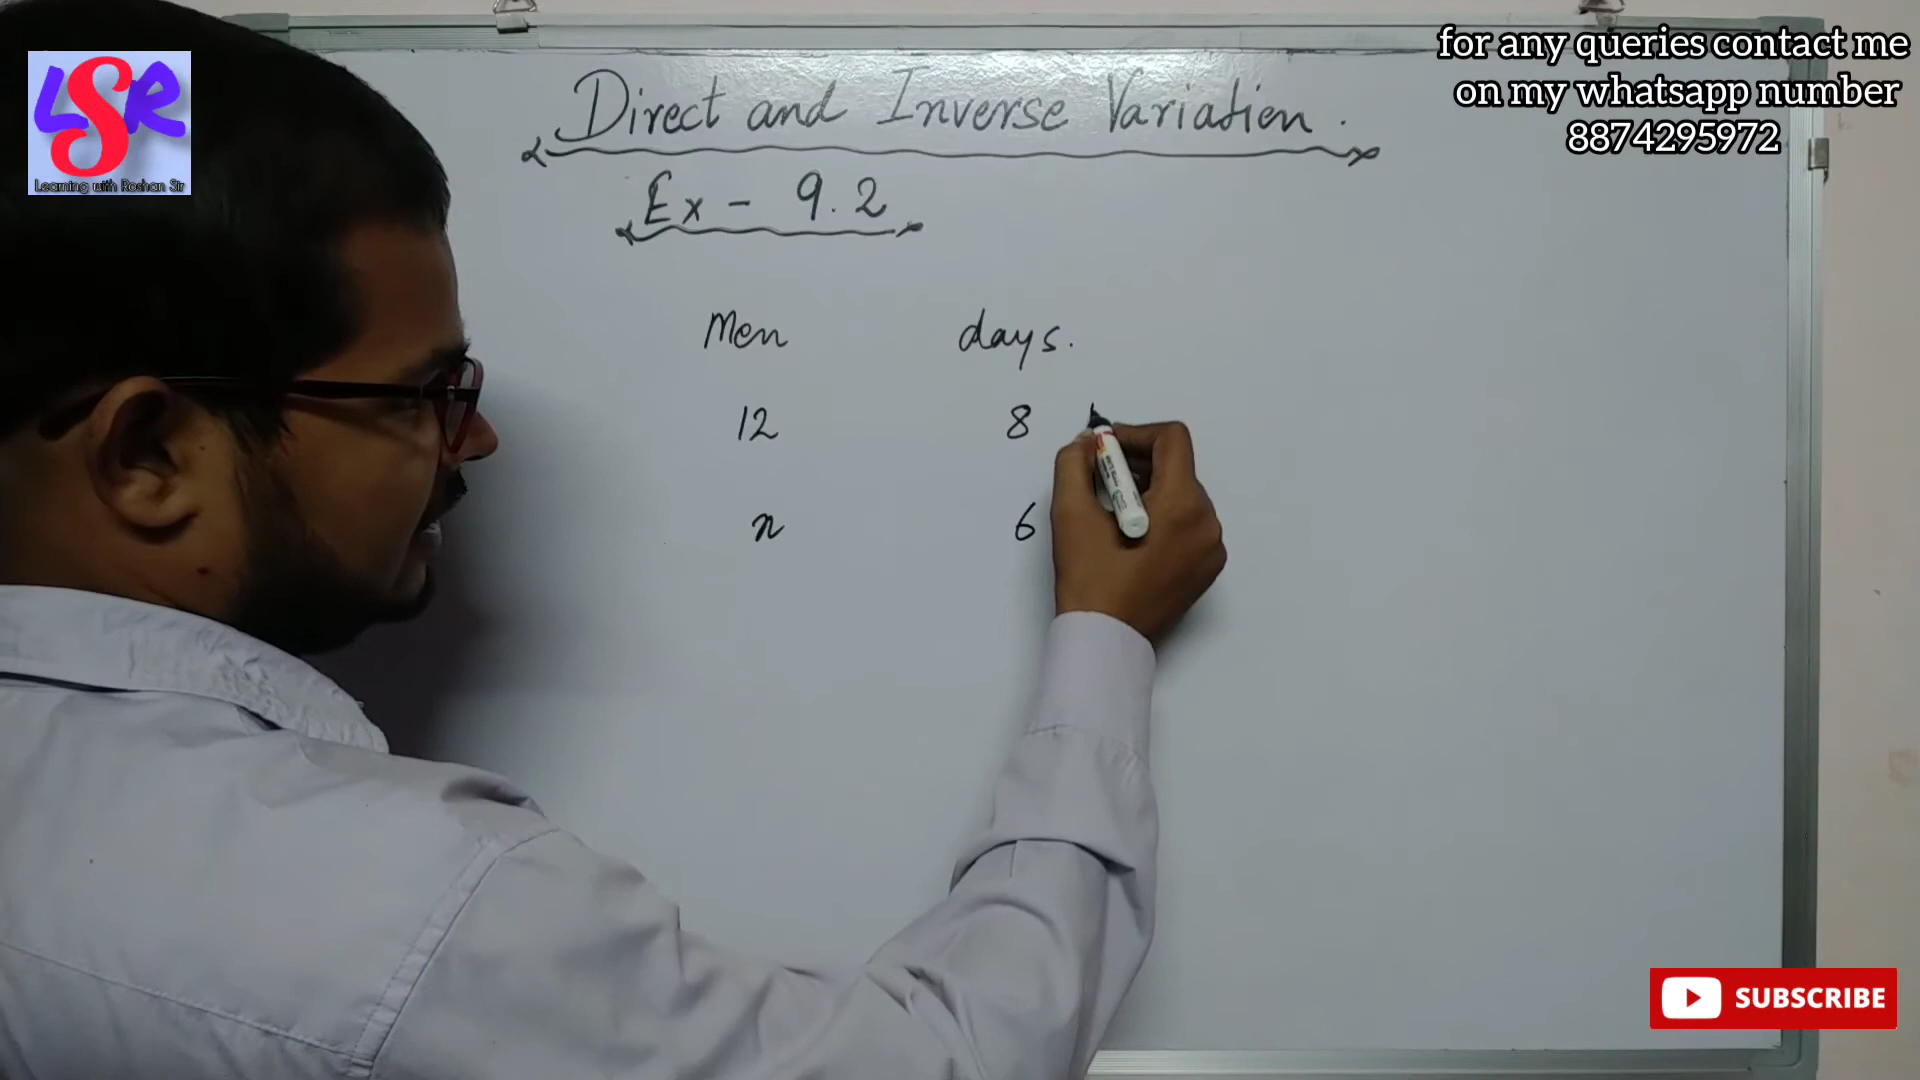 LSR
Learning with Roshan Sir
for any queries contact me
on my whatsapp number
8874295972
Direct and Inverse Variation.
Ex - 9.2
Men days.
12 8
x 6
SUBSCRIBE